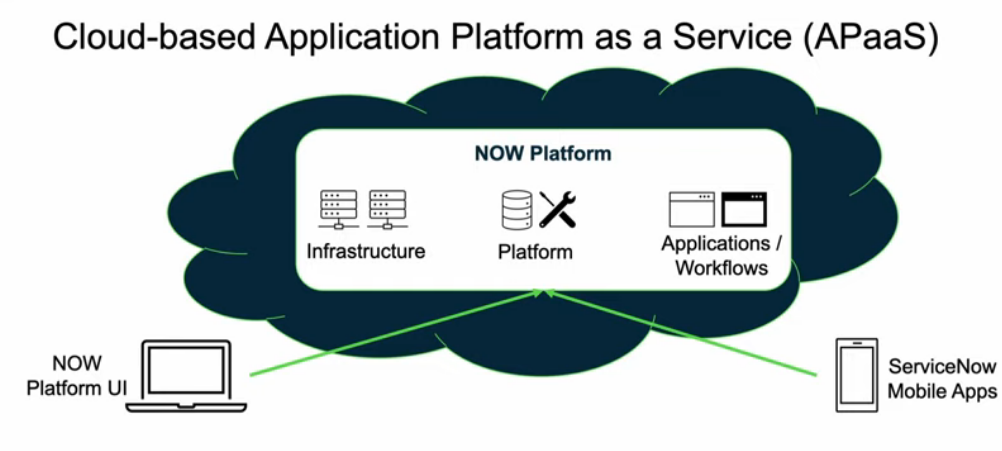 Cloud-based Application Platform as a Service (APaaS)
NOW Platform
Infrastructure
Platform
Applications /
Workflows
NOW
Platform UI
ServiceNow
Mobile Apps